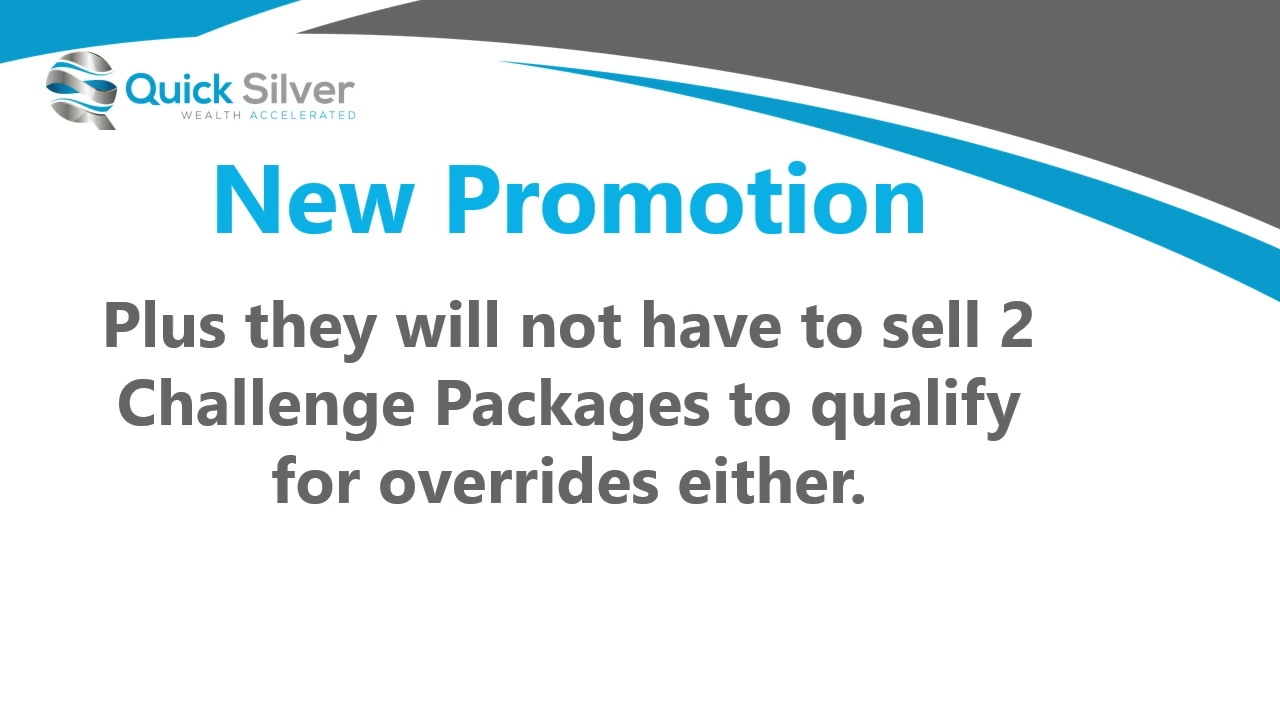 Quick Silver
WEALTH ACCELERATED
New Promotion
Plus they will not have to sell 2
Challenge Packages to qualify
for overrides either.